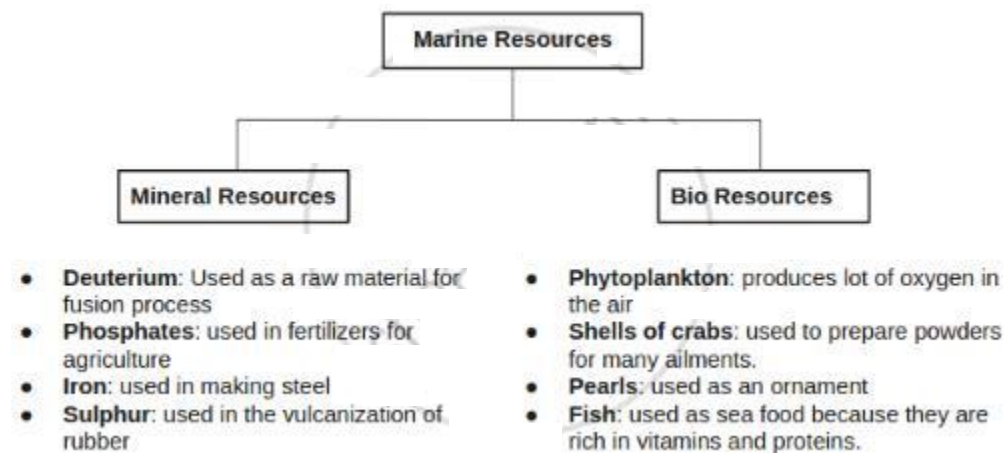 Marine Resources
Mineral Resources
Bio Resources
● Deuterium: Used as a raw material for
fusion process
● Phosphates: used in fertilizers for
agriculture
● Iron: used in making steel
● Sulphur: used in the vulcanization of
rubber
● Phytoplankton: produces lot of oxygen in
the air
● Shells of crabs: used to prepare powders
for many ailments.
● Pearls: used as an ornament
● Fish: used as sea food because they are
rich in vitamins and proteins.